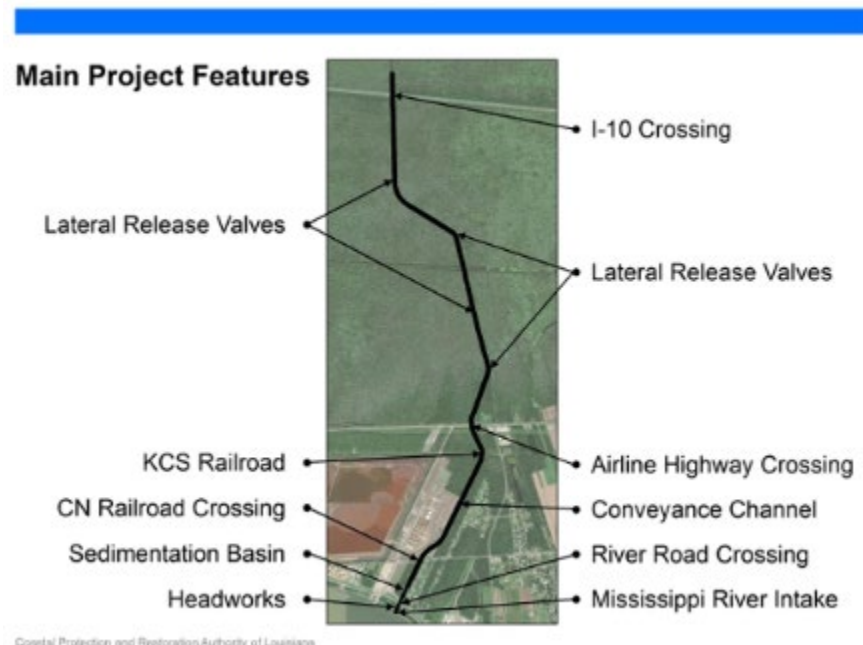 Main Project Features
I-10 Crossing
Lateral Release Valves
Lateral Release Valves
KCS Railroad
Airline Highway Crossing
CN Railroad Crossing
Conveyance Channel
Sedimentation Basin
River Road Crossing
Headworks
Mississippi River Intake
Coastal Protection and Restoration Authority of Louisiana